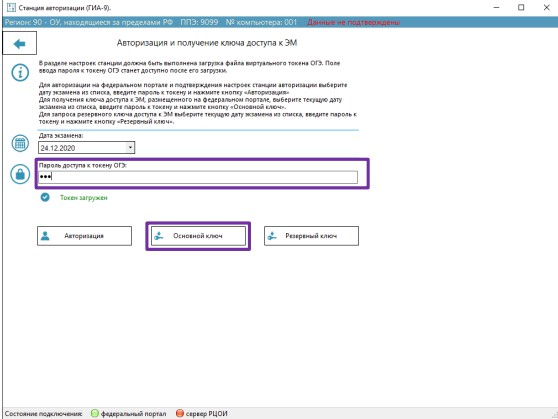 Станция авторизации (ГИА-9).
Регион: 90 - ОУ, находящиеся за пределами РФ ППЭ: 9099 № компьютера: 001 Данные не подтверждены
Авторизация и получение ключа доступа к ЭМ
В разделе настроек станции должна быть выполнена загрузка файла виртуального токена ОГЭ. Поле
ввода пароля к токену ОГЭ станет доступно после его загрузки.
Для авторизации на федеральном портале и подтверждения настроек станции авторизации выберите
дату экзамена из списка, введите пароль к токену и нажмите кнопку «Авторизация»
Для получения ключа доступа к ЭМ, размещенного на федеральном портале, выберите текущую дату
экзамена из списка, введите пароль к токену и нажмите кнопку «Основной ключ».
Для запроса резервного ключа доступа к ЭМ выберите текущую дату экзамена из списка, введите пароль к
токену и нажмите кнопку «Резервный ключ».
Дата экзамена:
24.12.2020
Пароль доступа к токену ОГЭ:
•••
Токен загружен
Авторизация Основной ключ Резервный ключ
Состояние подключения: федеральный портал сервер РЦОИ